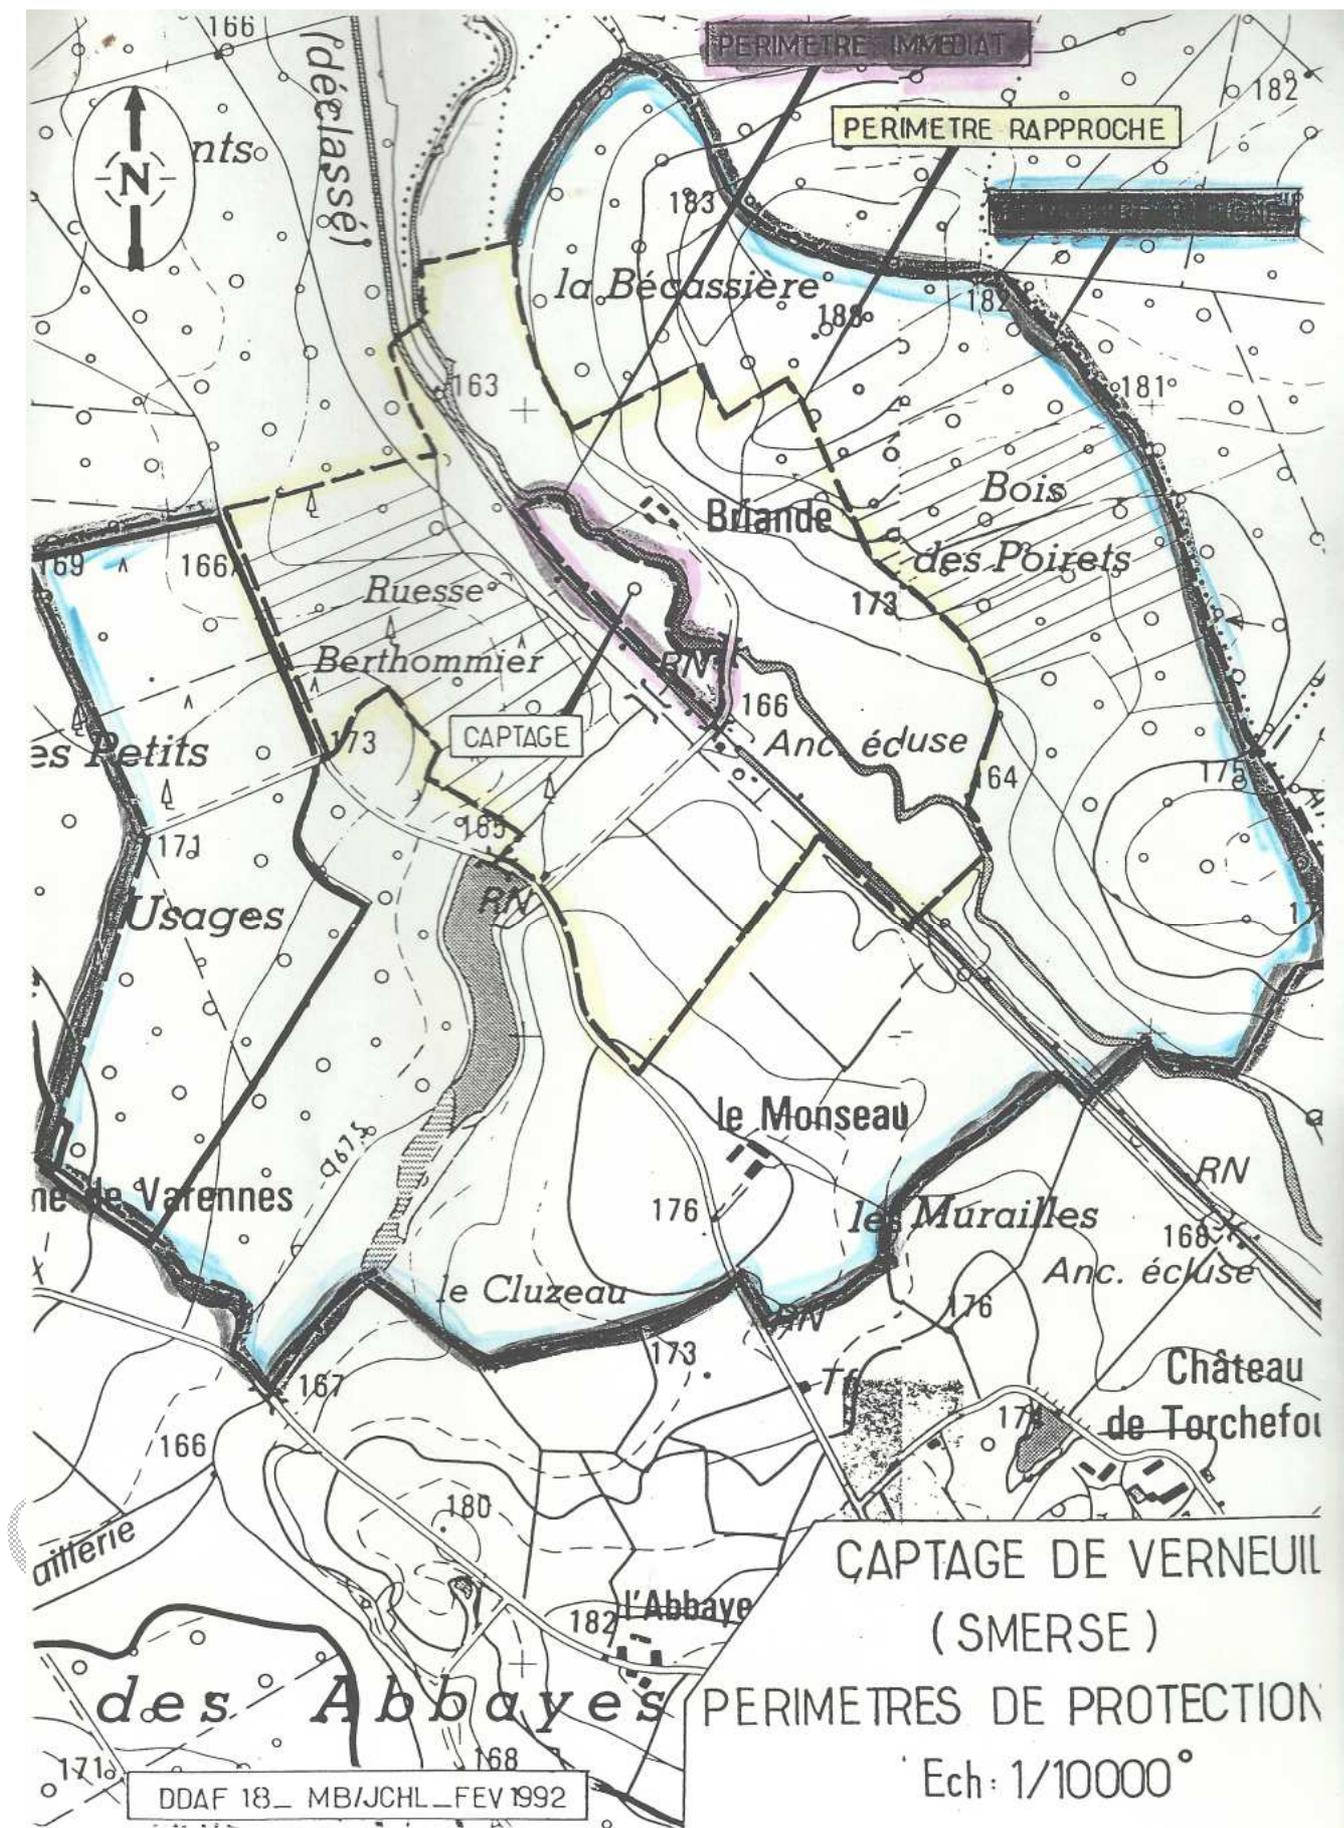 166
(déclassé)
PERIMETRE IMMEDIAT
182
PERIMETRE RAPPROCHE
nts
N
183
la Bécassière
182
188
163
181
Bois
des Poirets
Briande
169
166
Ruesse
173
Berthommier
RN
166
CAPTAGE
173
Anc. écluse
es Petits
164
175
165
171
RN
Usages
1
le Monseau
9675
ne de Varennes
RN
176
les Murailles
168
Anc. écluse
le Cluzeau
176
RN
173
Château
de Torchefou
167
174
166
180
aillerie
182
l'Abbaye
CAPTAGE DE VERNEUIL
(SMERSE)
des Abbayes
PERIMETRES DE PROTECTION
171
168
Ech: 1/10000°
DDAF 18_ MB/JCHL_FEV 1992